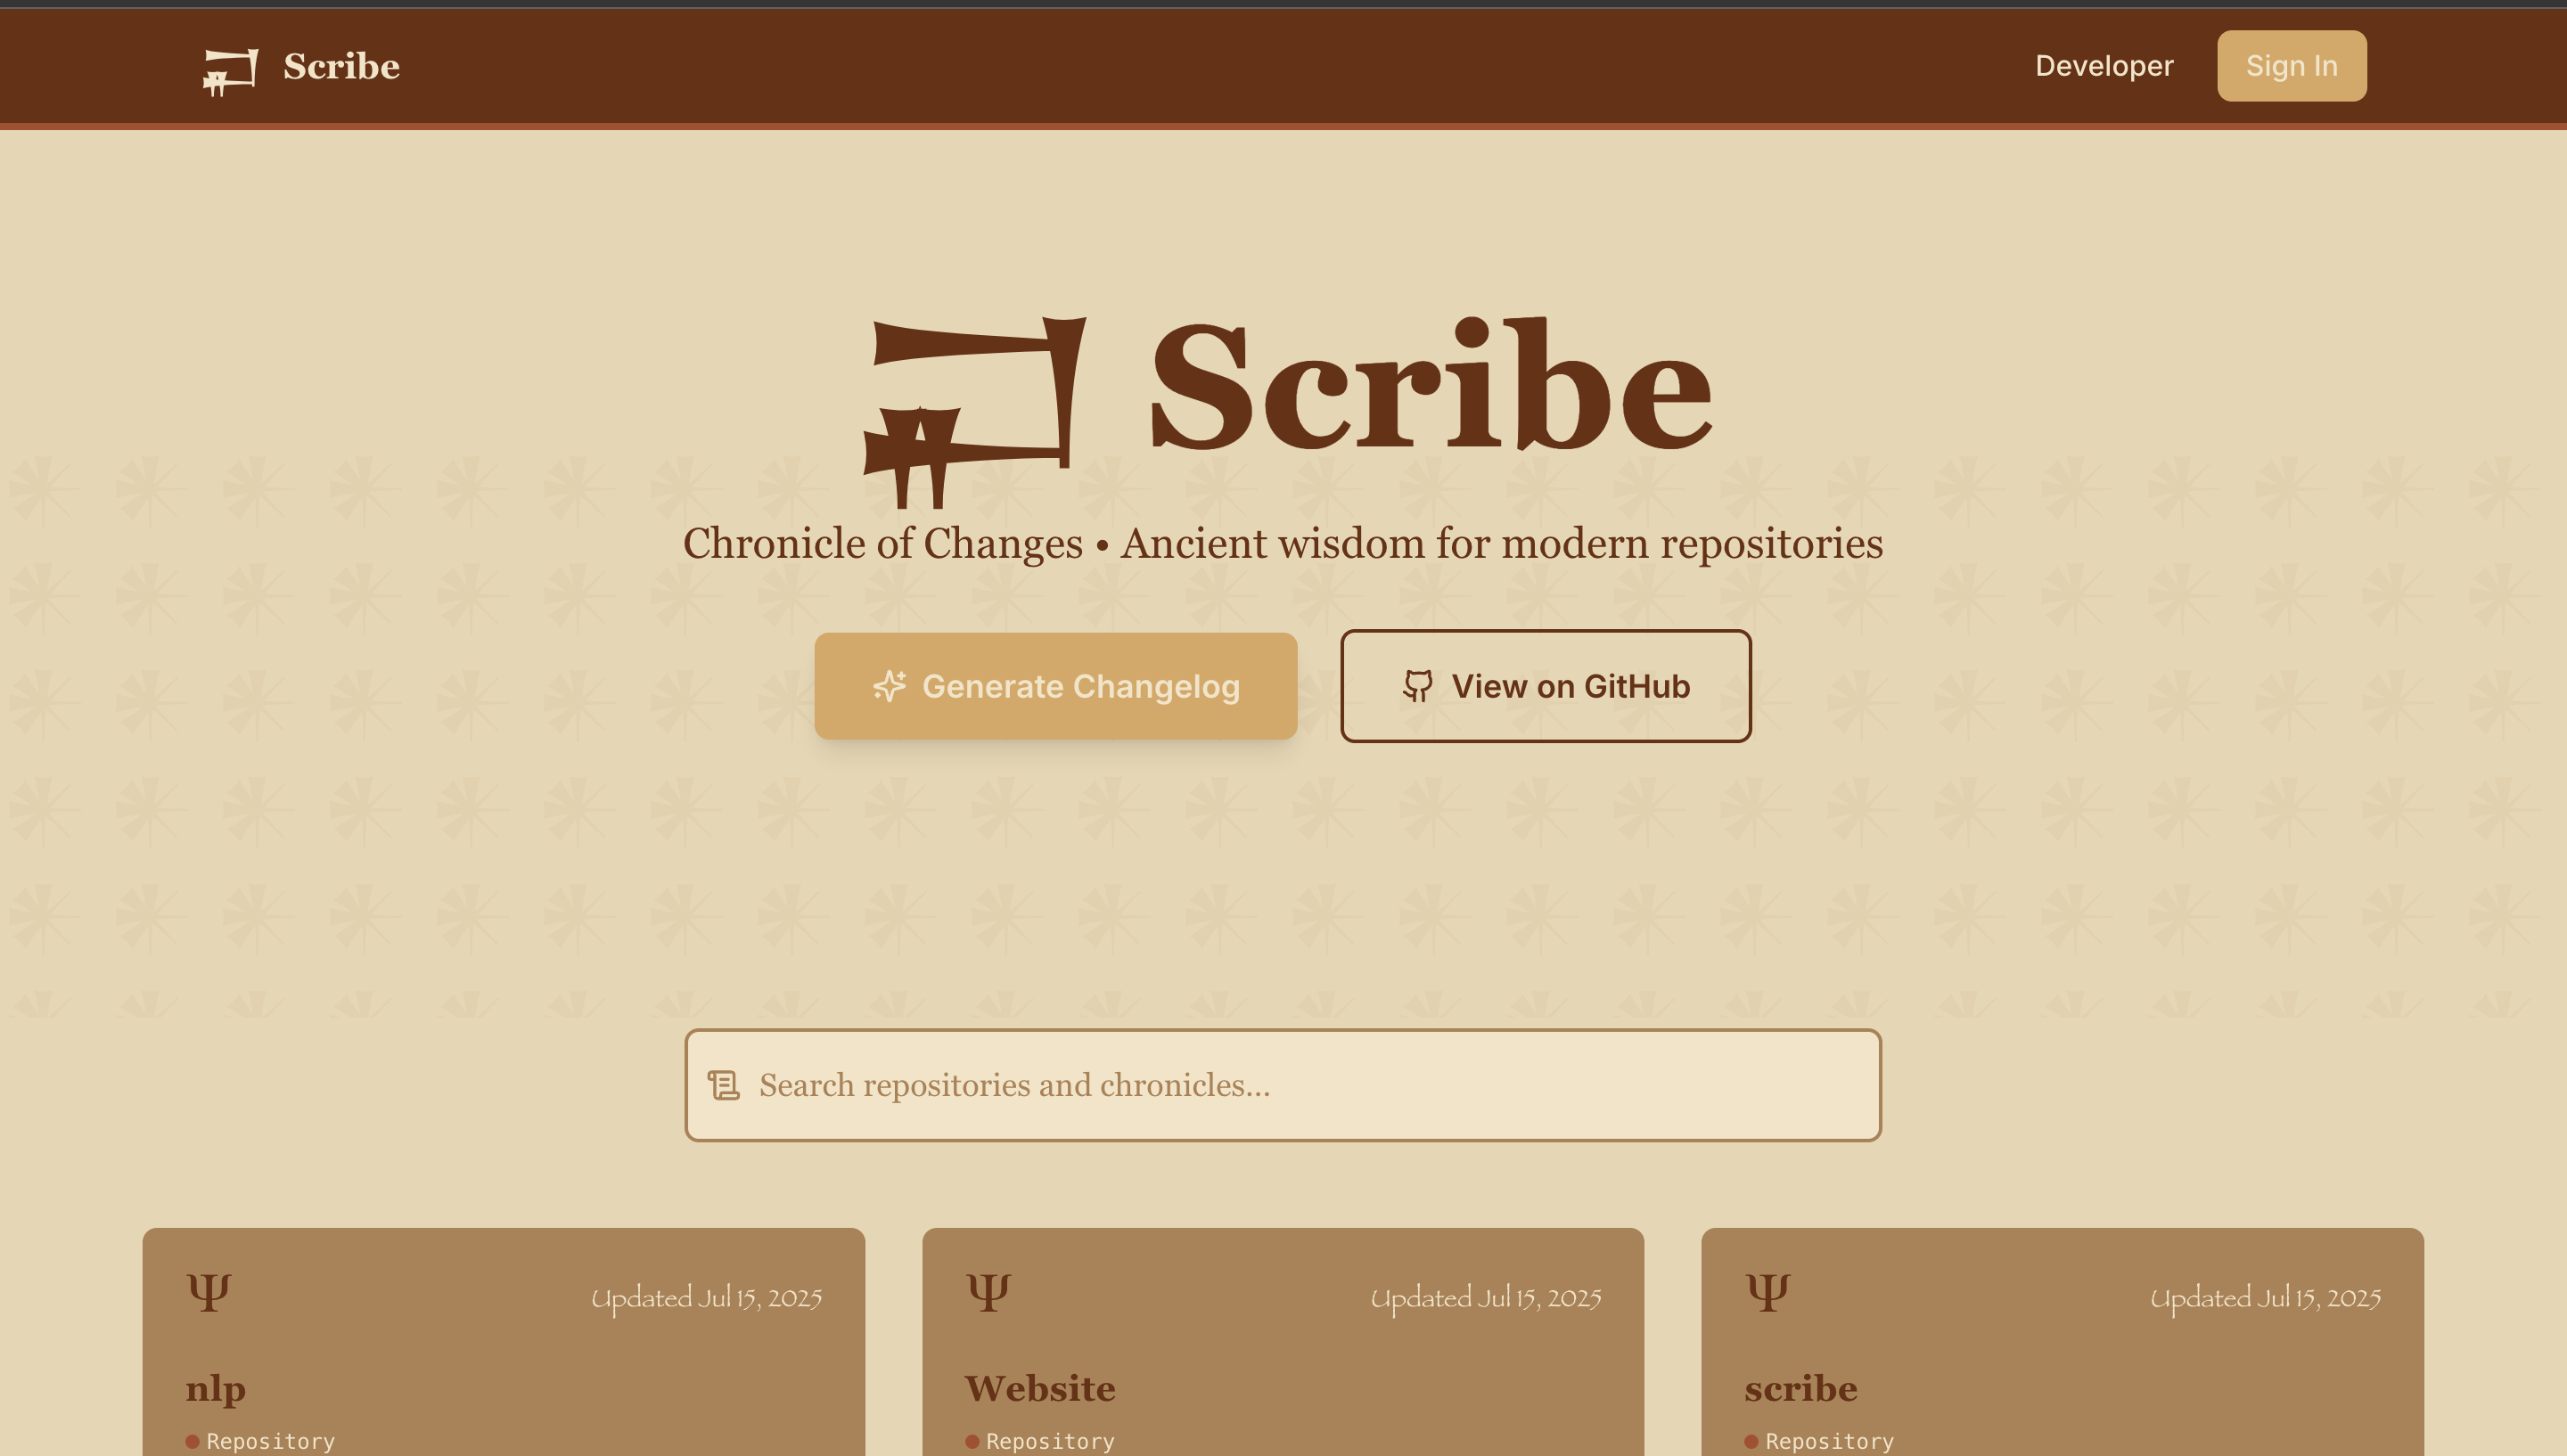 Scribe
Developer
Sign In
Scribe
Chronicle of Changes • Ancient wisdom for modern repositories
Generate Changelog
View on GitHub
Search repositories and chronicles...
Ψ
Updated Jul 15, 2025
nlp
Repository
Ψ
Updated Jul 15, 2025
Website
Repository
Ψ
Updated Jul 15, 2025
scribe
Repository